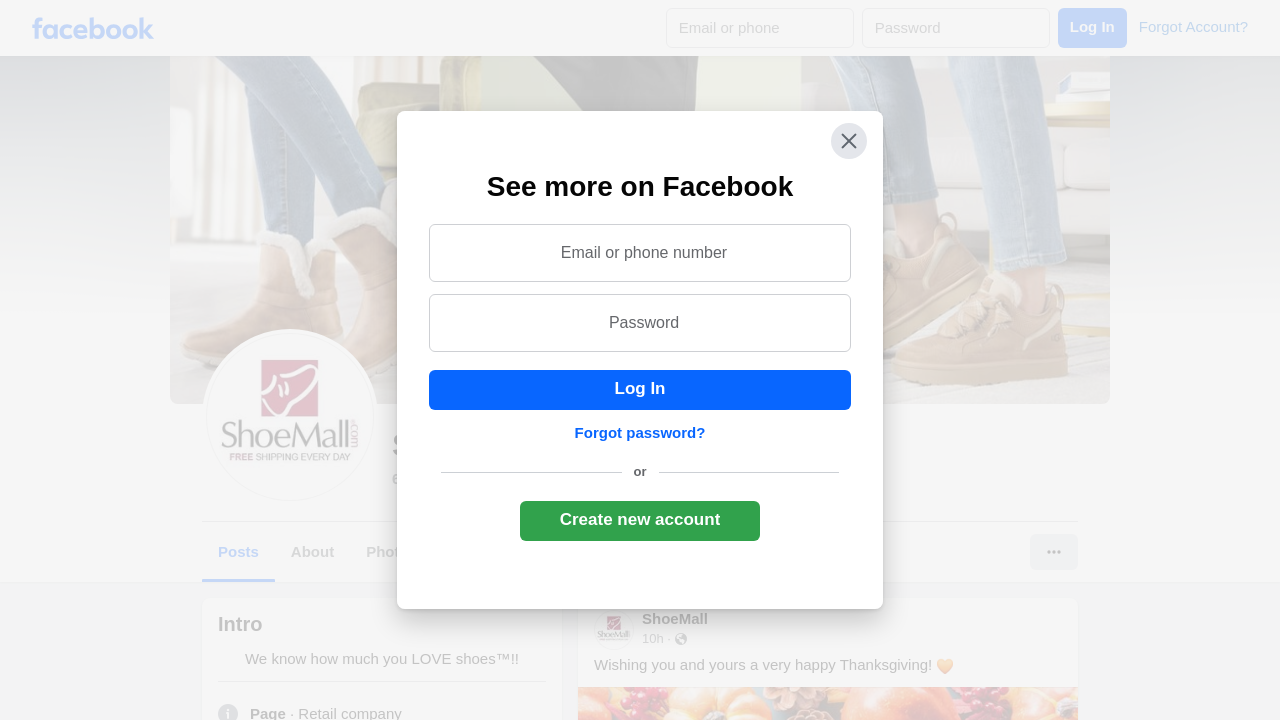 facebook
Email or phone
Password
Log In
Forgot Account?
See more on Facebook
Email or phone number
Password
Log In
Forgot password?
or
Create new account
ShoeMall
.com
FREE SHIPPING EVERY DAY
Posts
About
Intro
We know how much you LOVE shoes™!!
Page · Retail company
ShoeMall
ShoeMall
10h ·
Wishing you and yours a very happy Thanksgiving! 🧡